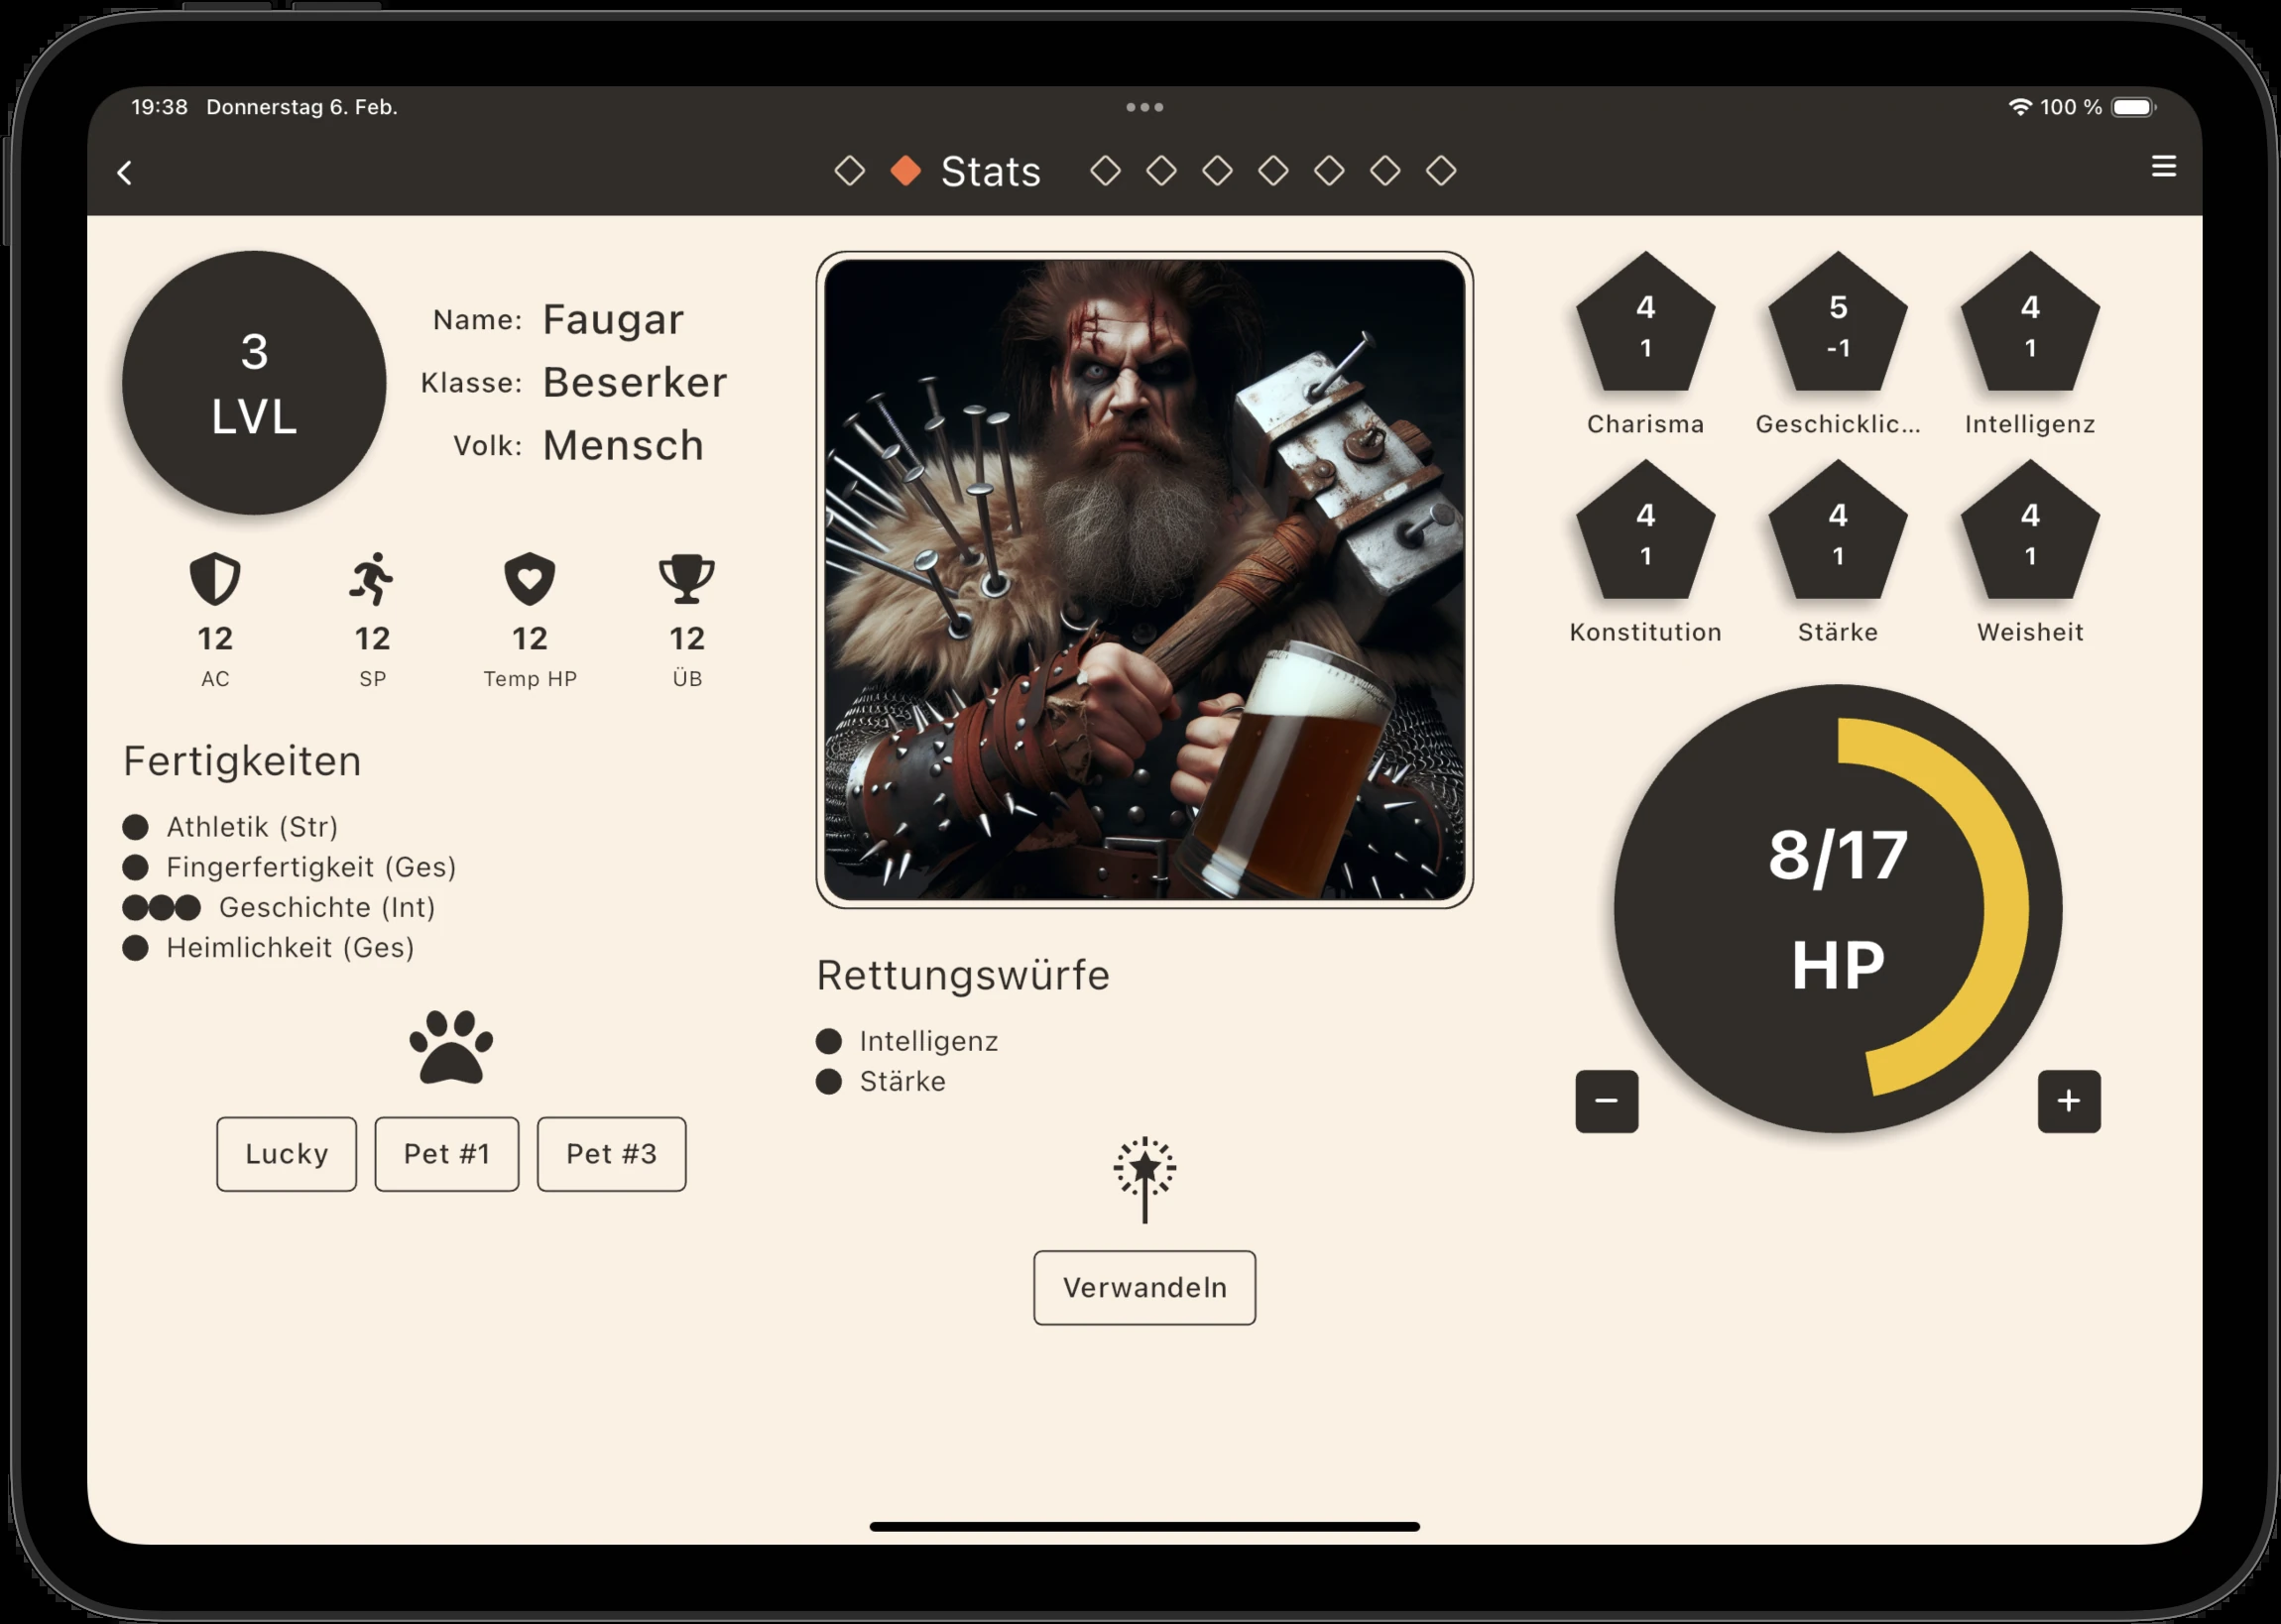 19:38 Donnerstag 6. Feb.
100 %
Stats
3
LVL
Name: Faugar
Klasse: Beserker
Volk: Mensch
12
AC
12
SP
12
Temp HP
12
ÜB
Fertigkeiten
Athletik (Str)
Fingerfertigkeit (Ges)
Geschichte (Int)
Heimlichkeit (Ges)
Lucky
Pet #1
Pet #3
Rettungswürfe
Intelligenz
Stärke
Verwandeln
4
1
Charisma
5
-1
Geschicklic...
4
1
Intelligenz
4
1
Konstitution
4
1
Stärke
4
1
Weisheit
8/17
HP